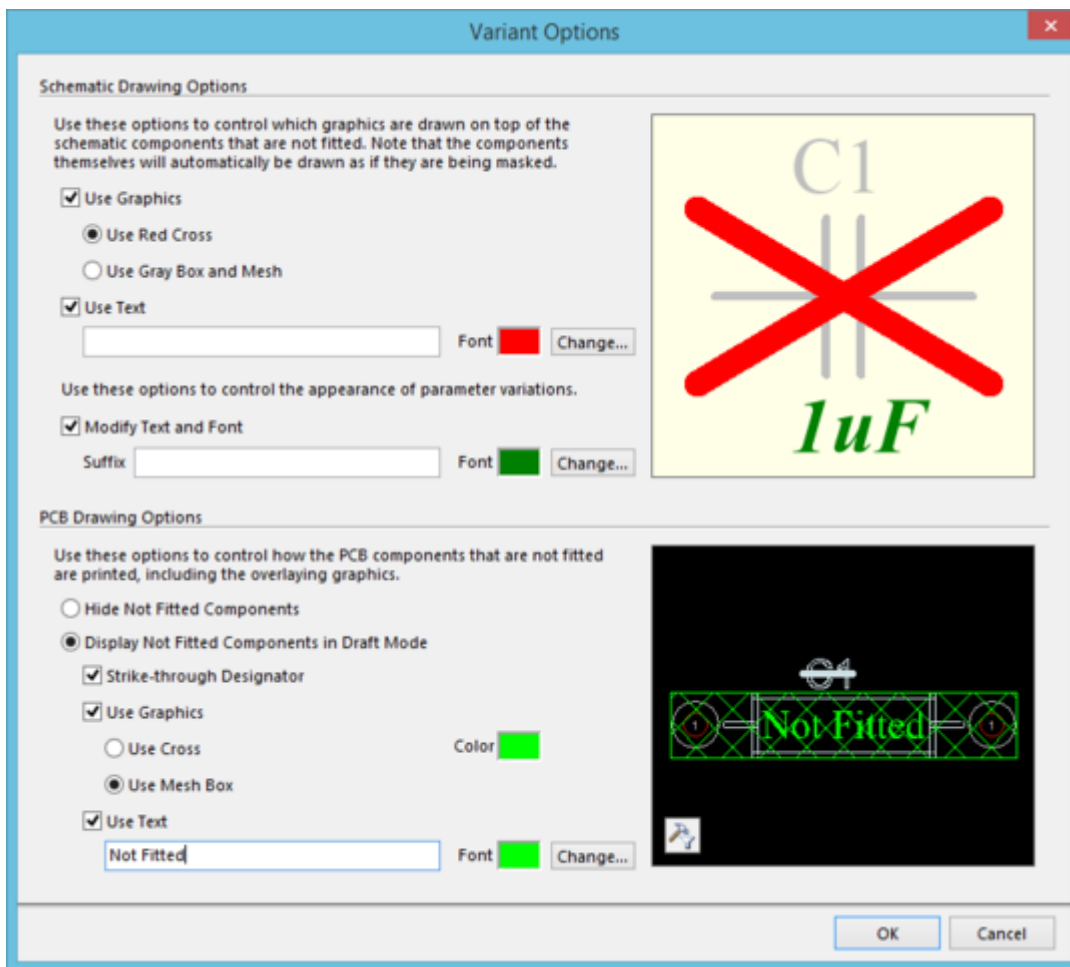 Variant Options
Schematic Drawing Options
Use these options to control which graphics are drawn on top of the
schematic components that are not fitted. Note that the components
themselves will automatically be drawn as if they are being masked.
Use Graphics
Use Red Cross
Use Gray Box and Mesh
Use Text
Font Change...
Use these options to control the appearance of parameter variations.
Modify Text and Font
Suffix Font Change...
C1
1uF
PCB Drawing Options
Use these options to control how the PCB components that are not fitted
are printed, including the overlaying graphics.
Hide Not Fitted Components
Display Not Fitted Components in Draft Mode
Strike-through Designator
Use Graphics
Use Cross Color
Use Mesh Box
Use Text
Not Fitted Font Change...
C1
1 Not Fitted 1
OK Cancel